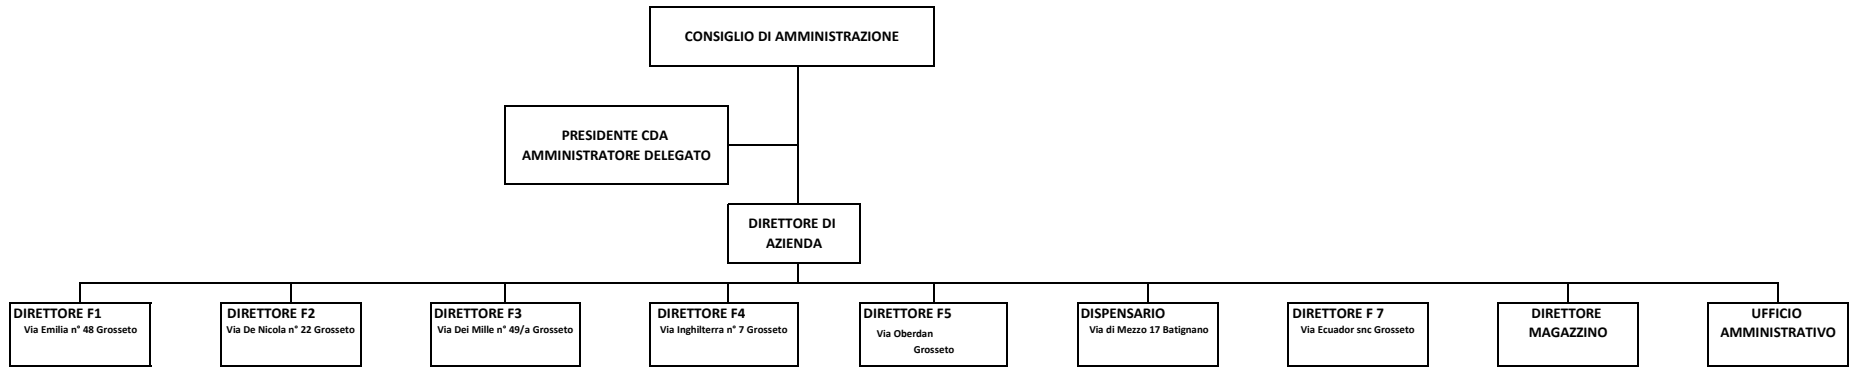 CONSIGLIO DI AMMINISTRAZIONE
PRESIDENTE CDA
AMMINISTRATORE DELEGATO
DIRETTORE DI
AZIENDA
DIRETTORE F1
Via Emilia n° 48 Grosseto
DIRETTORE F2
Via De Nicola n° 22 Grosseto
DIRETTORE F3
Via Dei Mille n° 49/a Grosseto
DIRETTORE F4
Via Inghilterra n° 7 Grosseto
DIRETTORE F5
Via Oberdan
Grosseto
DISPENSARIO
Via di Mezzo 17 Batignano
DIRETTORE F 7
Via Ecuador snc Grosseto
DIRETTORE
MAGAZZINO
UFFICIO
AMMINISTRATIVO